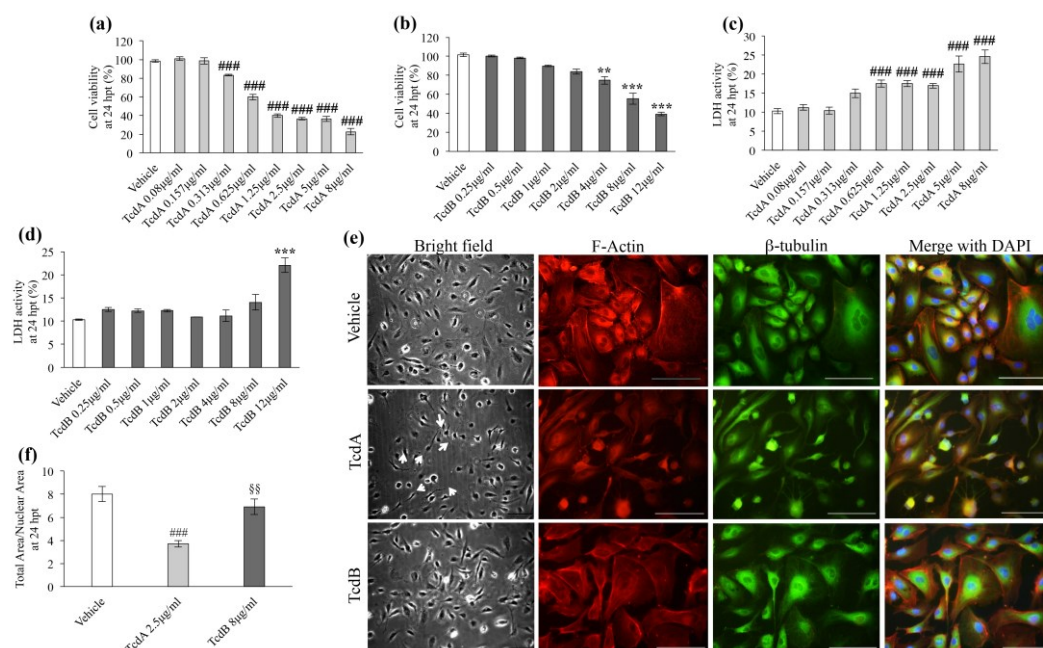 (a)
Cell viability
at 24 hpt (%)
120
100
80
60
40
20
0
###
###
###
###
###
###
Vehicle
TcdA 0.08µg/ml
TcdA 0.157µg/ml
TcdA 0.313µg/ml
TcdA 0.625µg/ml
TcdA 1.25µg/ml
TcdA 2.5µg/ml
TcdA 5µg/ml
TcdA 8µg/ml
(b)
Cell viability
at 24 hpt (%)
120
100
80
60
40
20
0
**
***
***
Vehicle
TcdB 0.25µg/ml
TcdB 0.5µg/ml
TcdB 1µg/ml
TcdB 2µg/ml
TcdB 4µg/ml
TcdB 8µg/ml
TcdB 12µg/ml
(c)
LDH activity
at 24 hpt (%)
30
25
20
15
10
5
0
###
###
###
###
###
Vehicle
TcdA 0.08µg/ml
TcdA 0.157µg/ml
TcdA 0.313µg/ml
TcdA 0.625µg/ml
TcdA 1.25µg/ml
TcdA 2.5µg/ml
TcdA 5µg/ml
TcdA 8µg/ml
(d)
LDH activity
at 24 hpt (%)
25
20
15
10
5
0
***
Vehicle
TcdB 0.25µg/ml
TcdB 0.5µg/ml
TcdB 1µg/ml
TcdB 2µg/ml
TcdB 4µg/ml
TcdB 8µg/ml
TcdB 12µg/ml
(e)
Bright field
F-Actin
β-tubulin
Merge with DAPI
Vehicle
TcdA
TcdB
(f)
Total Area/Nuclear Area
at 24 hpt
10
8
6
4
2
0
###
§§
Vehicle
TcdA 2.5µg/ml
TcdB 8µg/ml